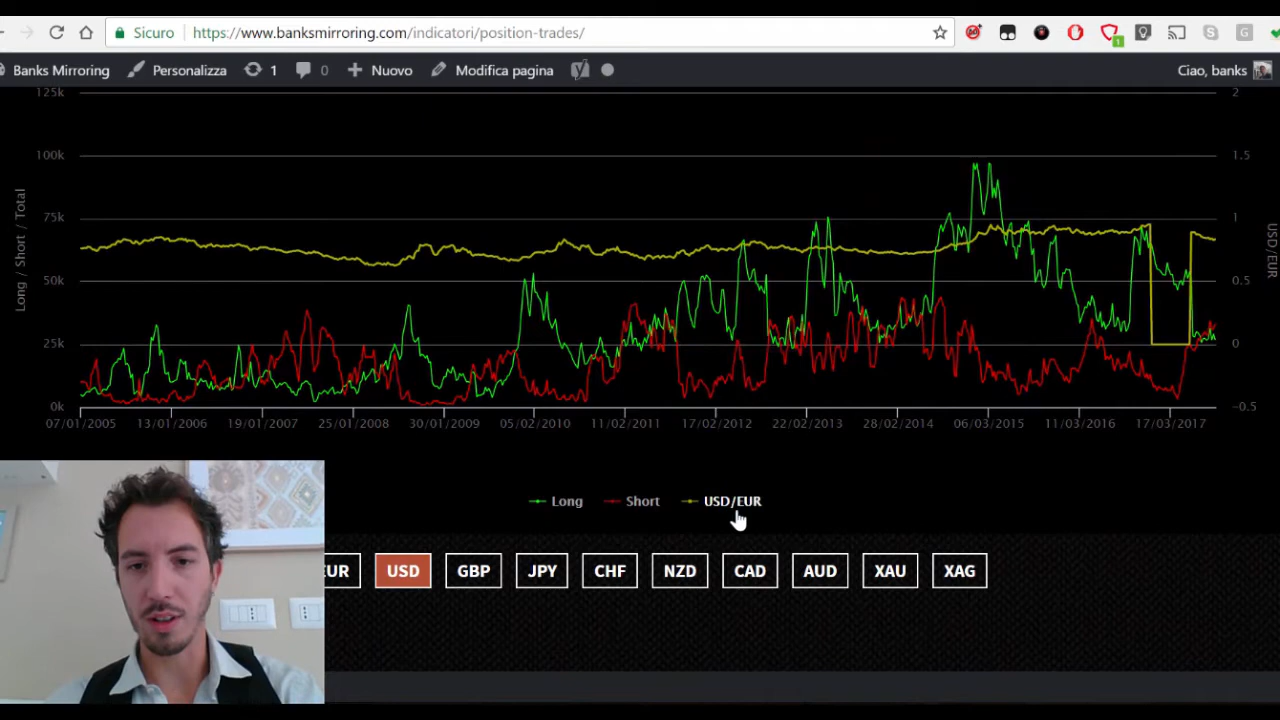 Sicuro https://www.banksmirroring.com/indicatori/position-trades/
1
Banks Mirroring Personalizza 1 0 Nuovo Modifica pagina Ciao, banks
125k 2
100k 1.5
75k 1
50k 0.5
25k 0
0k -0.5
Long / Short / Total
USD/EUR
07/01/2005 13/01/2006 19/01/2007 25/01/2008 30/01/2009 05/02/2010 11/02/2011 17/02/2012 22/02/2013 28/02/2014 06/03/2015 11/03/2016 17/03/2017
Long Short USD/EUR
EUR USD GBP JPY CHF NZD CAD AUD XAU XAG